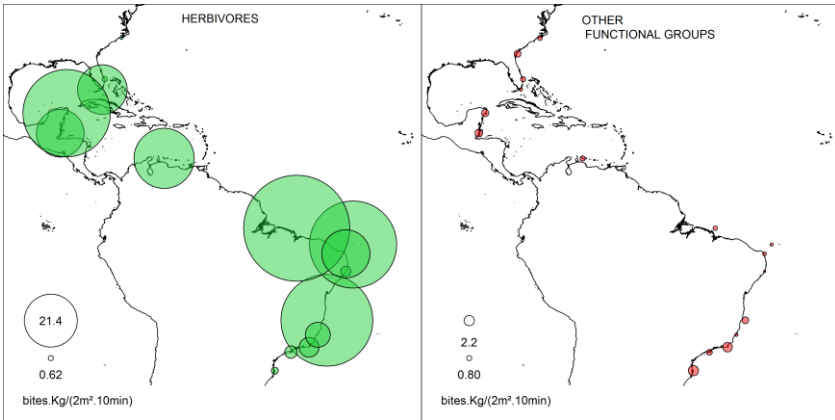 HERBIVORES
21.4
0.62
bites.Kg/(2m².10min)
OTHER
FUNCTIONAL GROUPS
2.2
0.80
bites.Kg/(2m².10min)